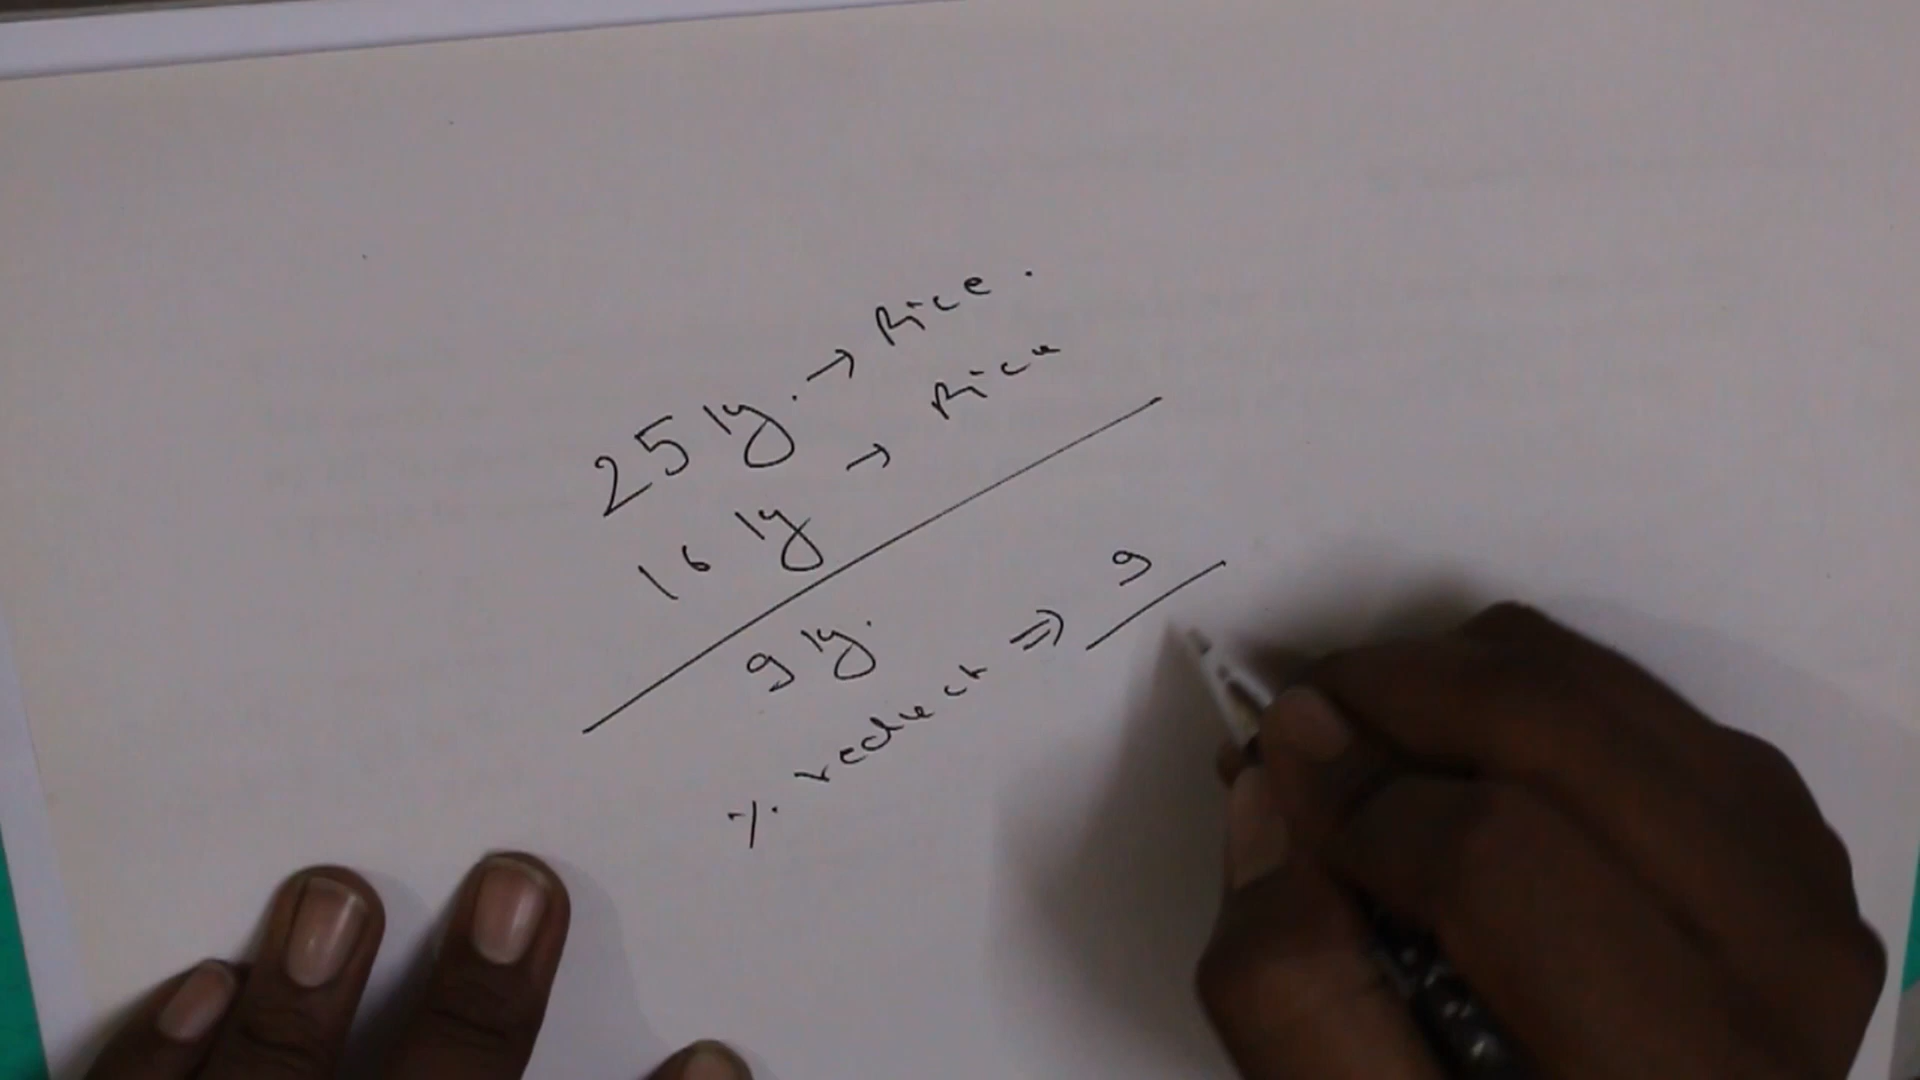 25 kg. → Rice.
16 kg → Rice
9 kg.
% reduct ⇒ 9